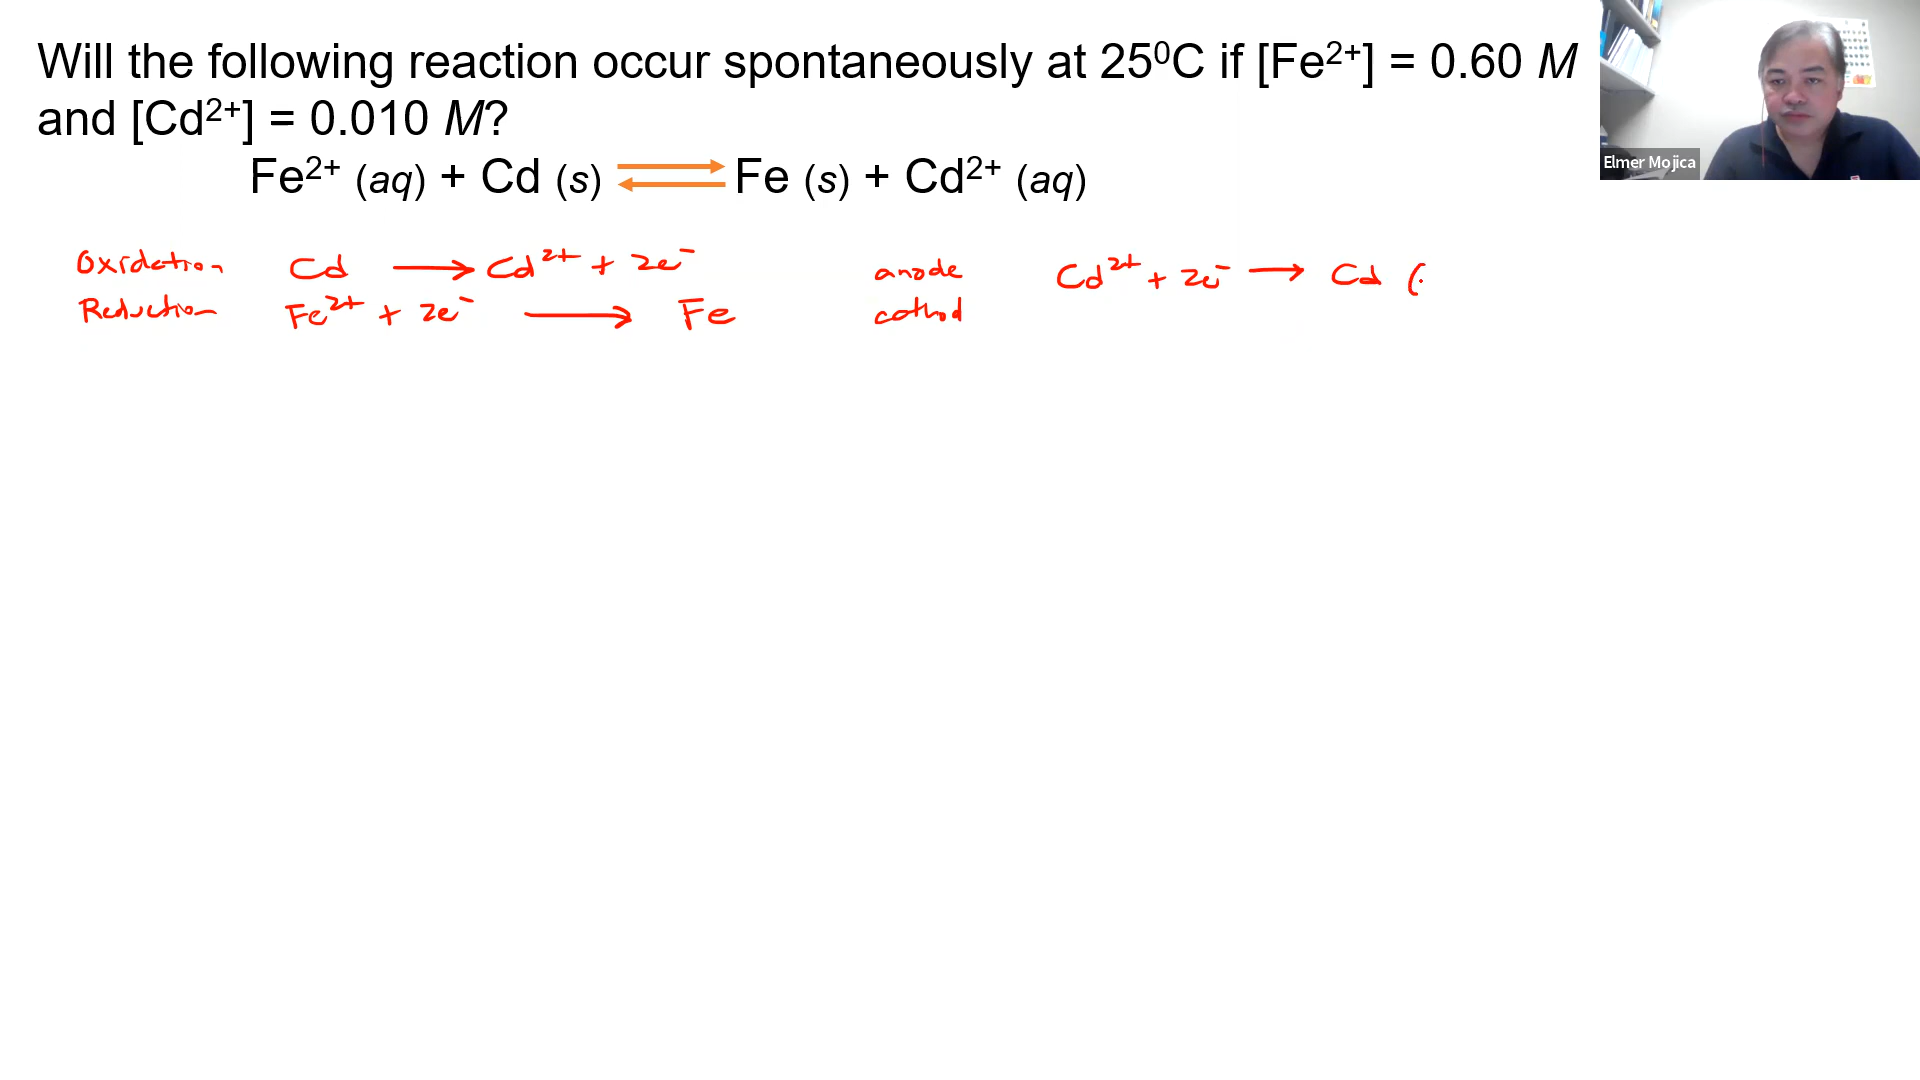 Will the following reaction occur spontaneously at 25⁰C if [Fe²⁺] = 0.60 M
and [Cd²⁺] = 0.010 M?
Fe²⁺ (aq) + Cd (s) ⇌ Fe (s) + Cd²⁺ (aq)
Elmer Mojica
Oxidation Cd → Cd²⁺ + 2e⁻ anode Cd²⁺ + 2e⁻ → Cd (
Reduction Fe²⁺ + 2e⁻ → Fe cathod